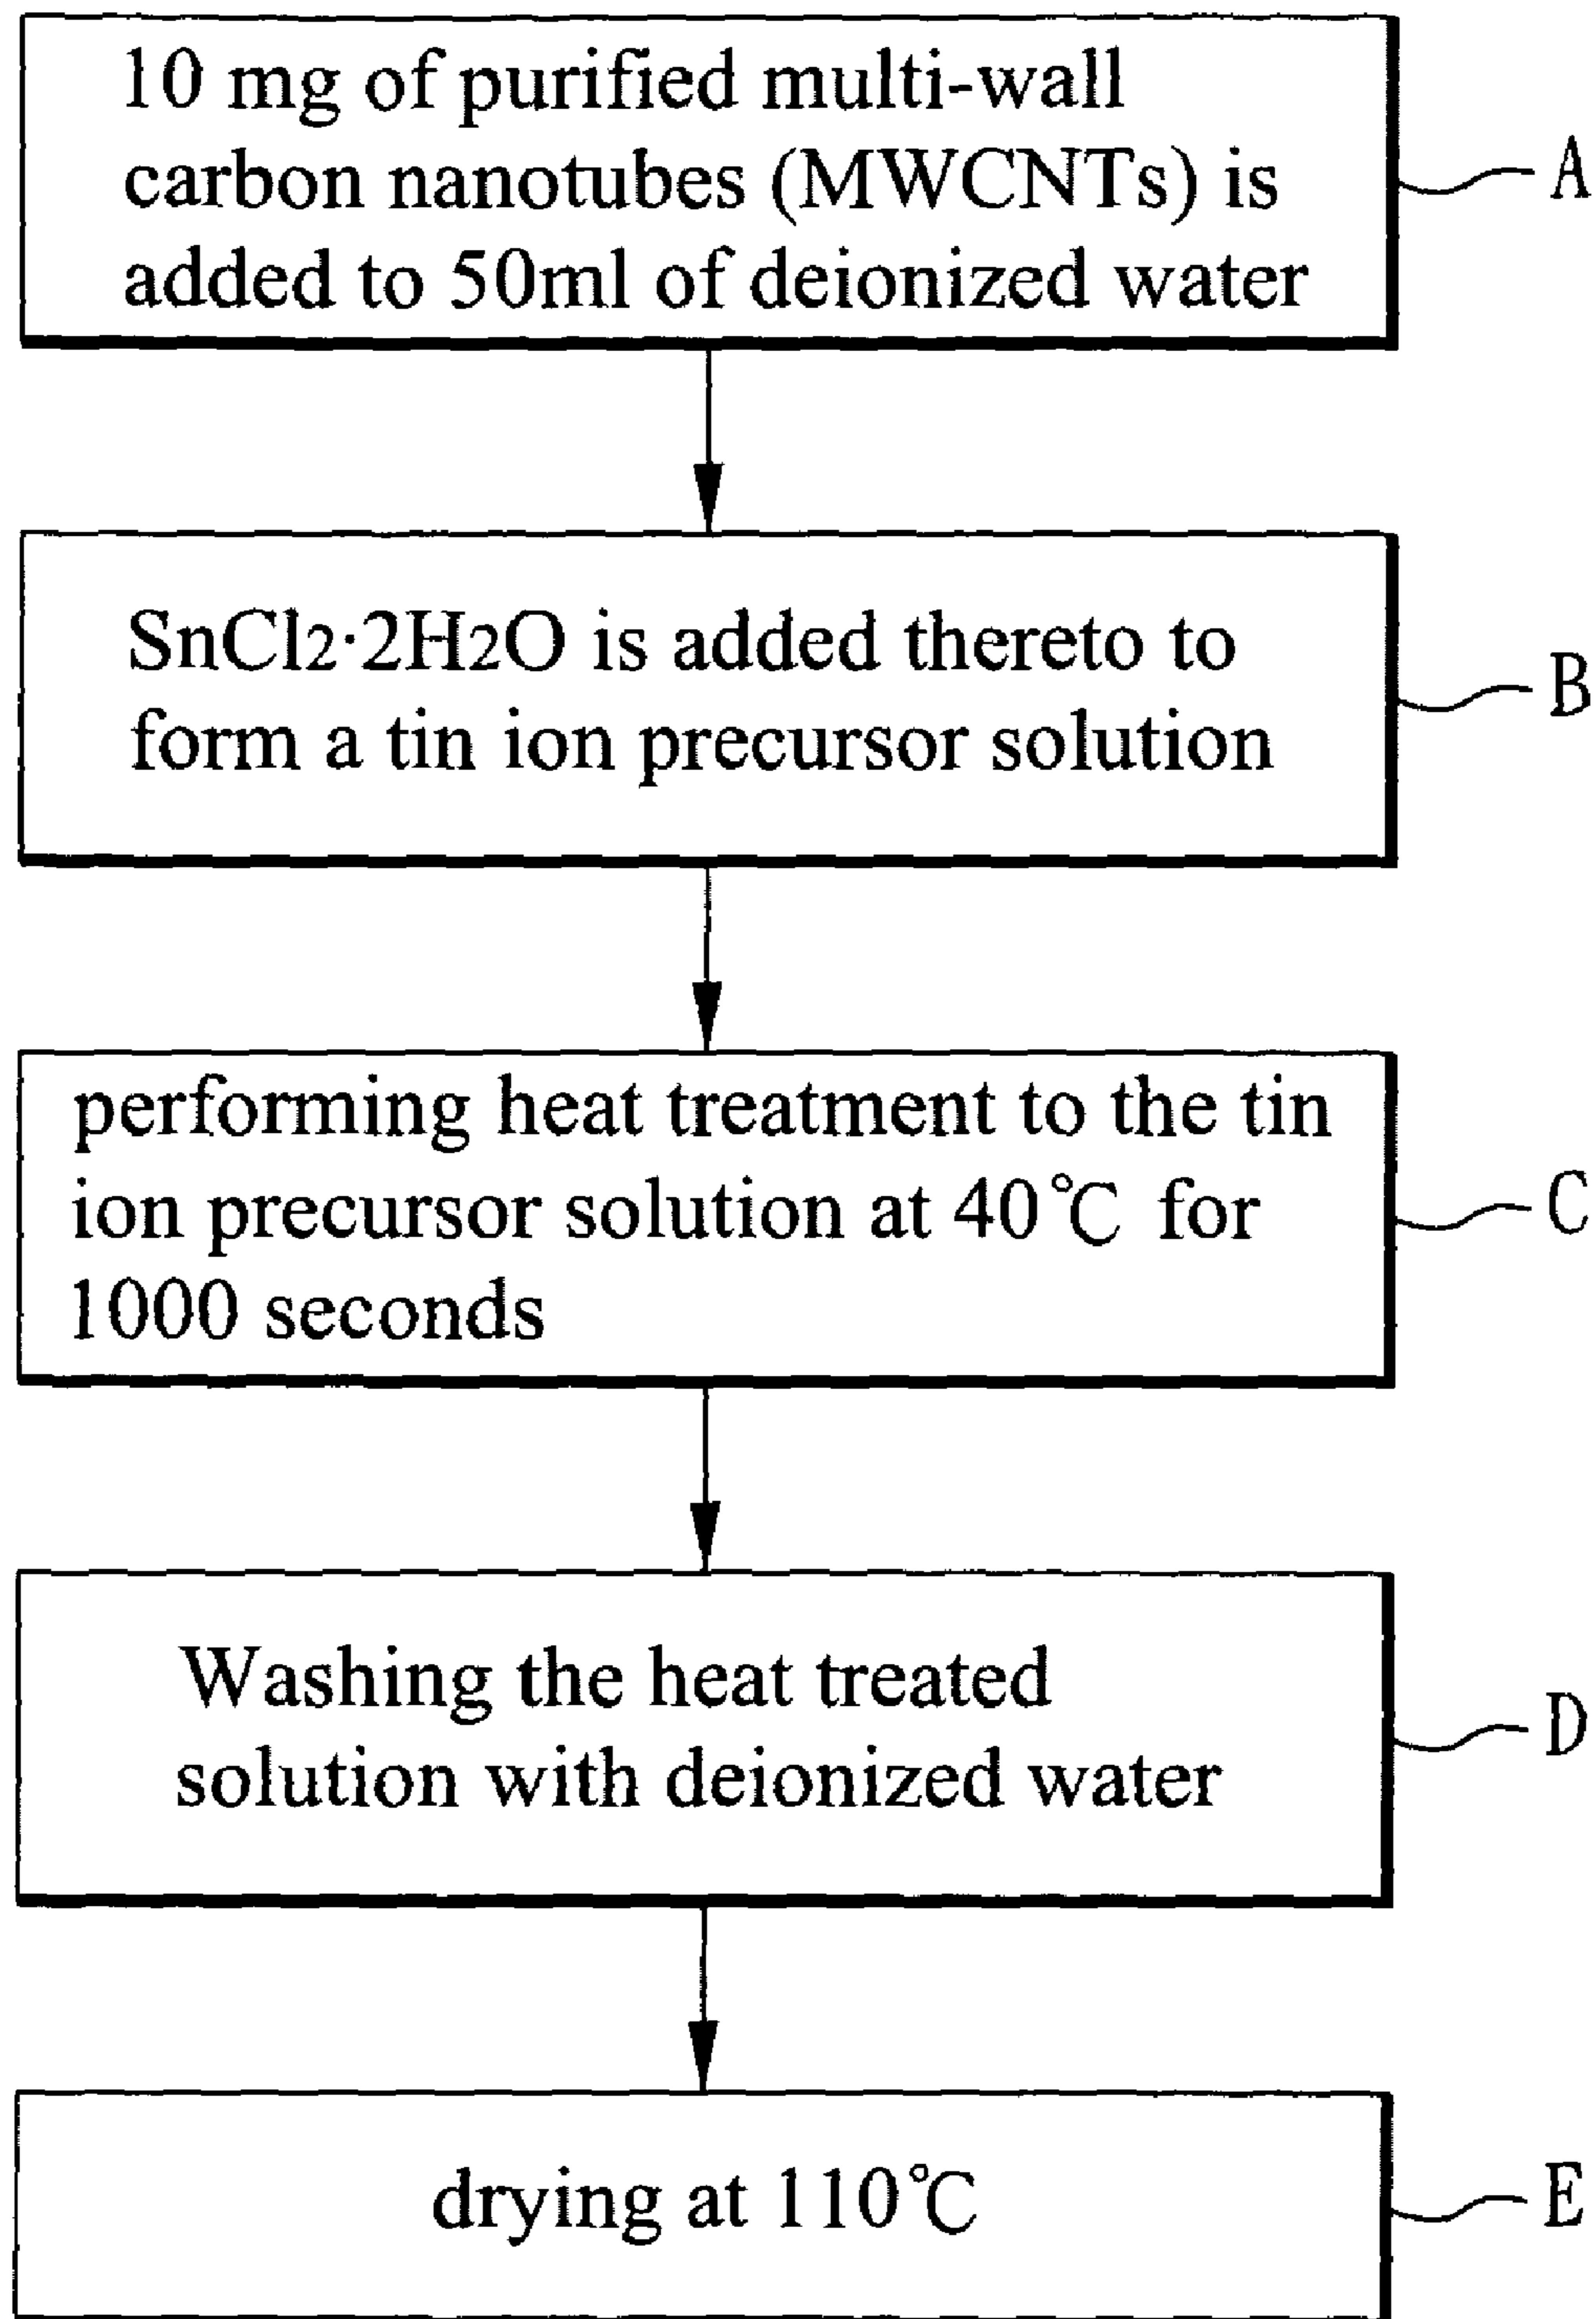 10 mg of purified multi-wall
carbon nanotubes (MWCNTs) is
added to 50ml of deionized water
A
SnCl2·2H2O is added thereto to
form a tin ion precursor solution
B
performing heat treatment to the tin
ion precursor solution at 40℃ for
1000 seconds
C
Washing the heat treated
solution with deionized water
D
drying at 110℃
E